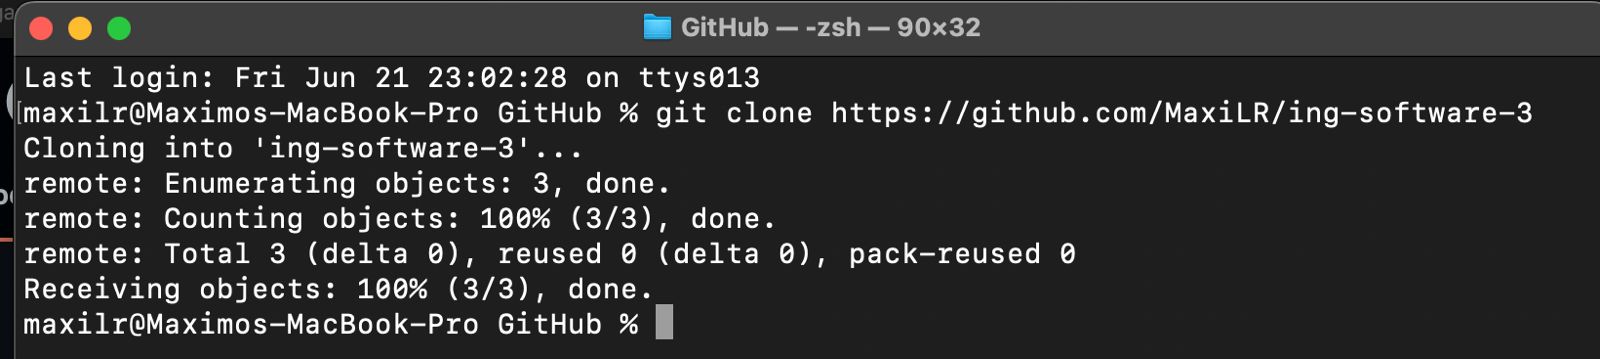 GitHub — -zsh — 90×32
Last login: Fri Jun 21 23:02:28 on ttys013
[maxilr@Maximos-MacBook-Pro GitHub % git clone https://github.com/MaxiLR/ing-software-3
Cloning into 'ing-software-3'...
remote: Enumerating objects: 3, done.
remote: Counting objects: 100% (3/3), done.
remote: Total 3 (delta 0), reused 0 (delta 0), pack-reused 0
Receiving objects: 100% (3/3), done.
maxilr@Maximos-MacBook-Pro GitHub %